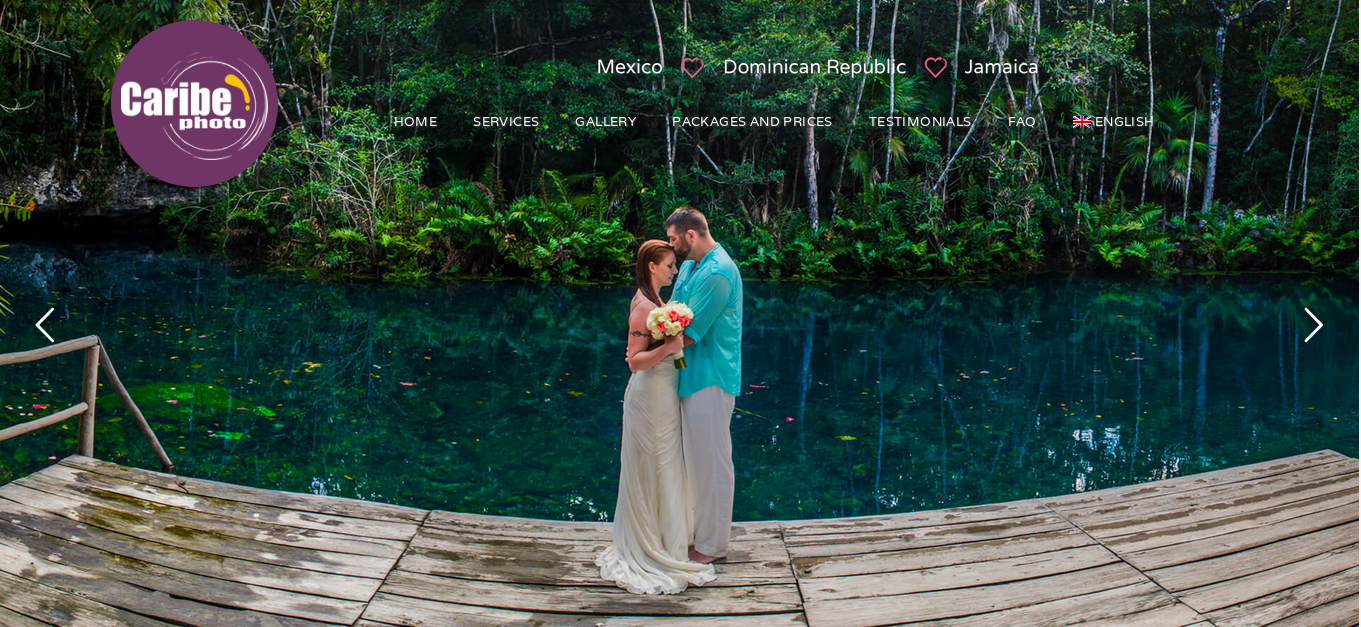 Caribe
photo
Mexico Dominican Republic Jamaica
HOME SERVICES GALLERY PACKAGES AND PRICES TESTIMONIALS FAQ ENGLISH